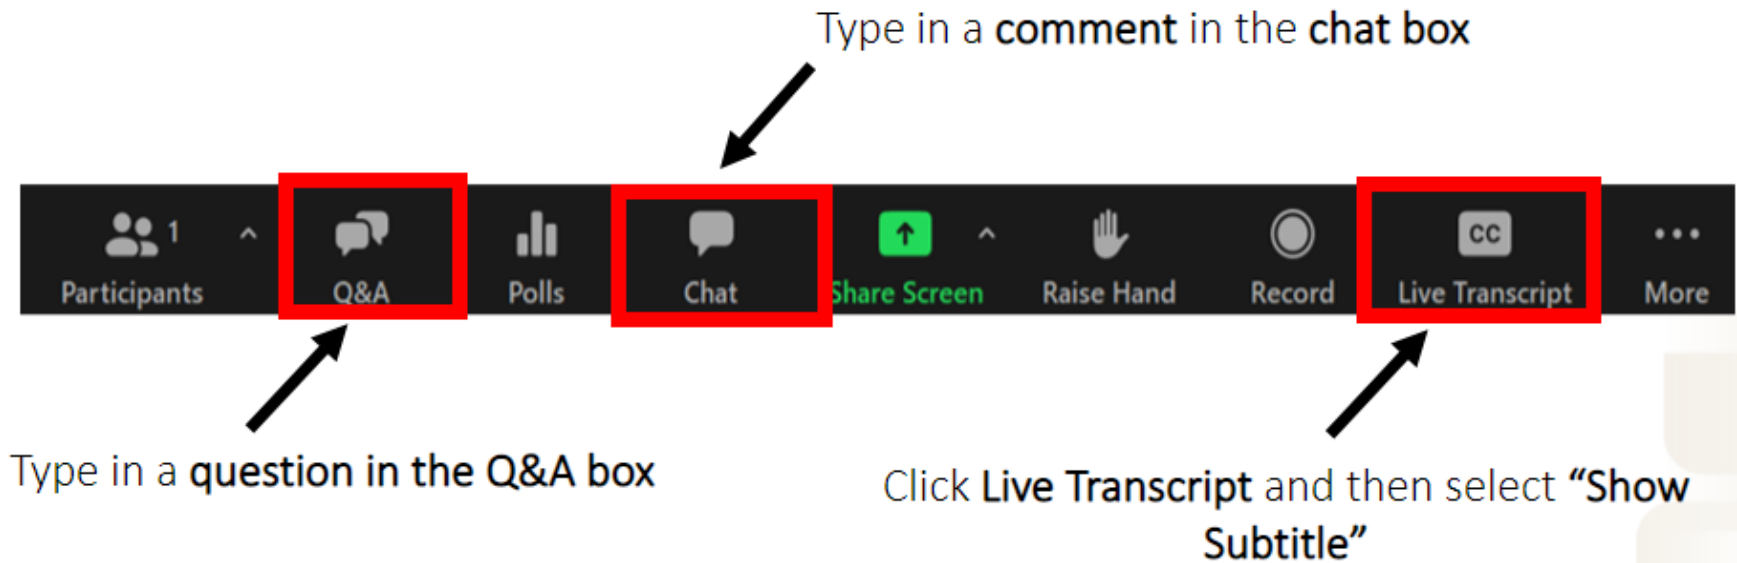 Type in a comment in the chat box
1
Participants
Q&A
Polls
Chat
Share Screen
Raise Hand
Record
CC
Live Transcript
More
Type in a question in the Q&A box
Click Live Transcript and then select “Show
Subtitle”